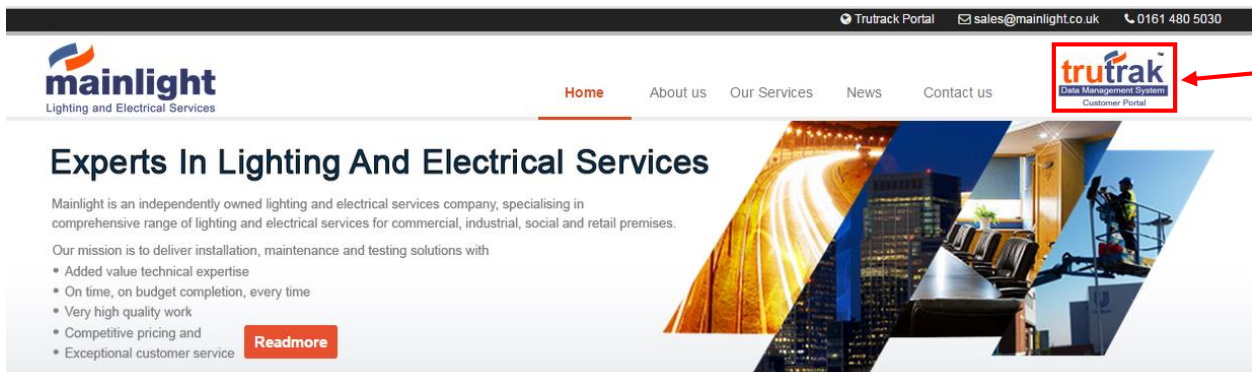 Trutrack Portal sales@mainlight.co.uk 0161 480 5030
mainlight
Lighting and Electrical Services
Home About us Our Services News Contact us
trutrak™
Data Management System
Customer Portal
Experts In Lighting And Electrical Services
Mainlight is an independently owned lighting and electrical services company, specialising in
comprehensive range of lighting and electrical services for commercial, industrial, social and retail premises.
Our mission is to deliver installation, maintenance and testing solutions with
• Added value technical expertise
• On time, on budget completion, every time
• Very high quality work
• Competitive pricing and
• Exceptional customer service
Readmore